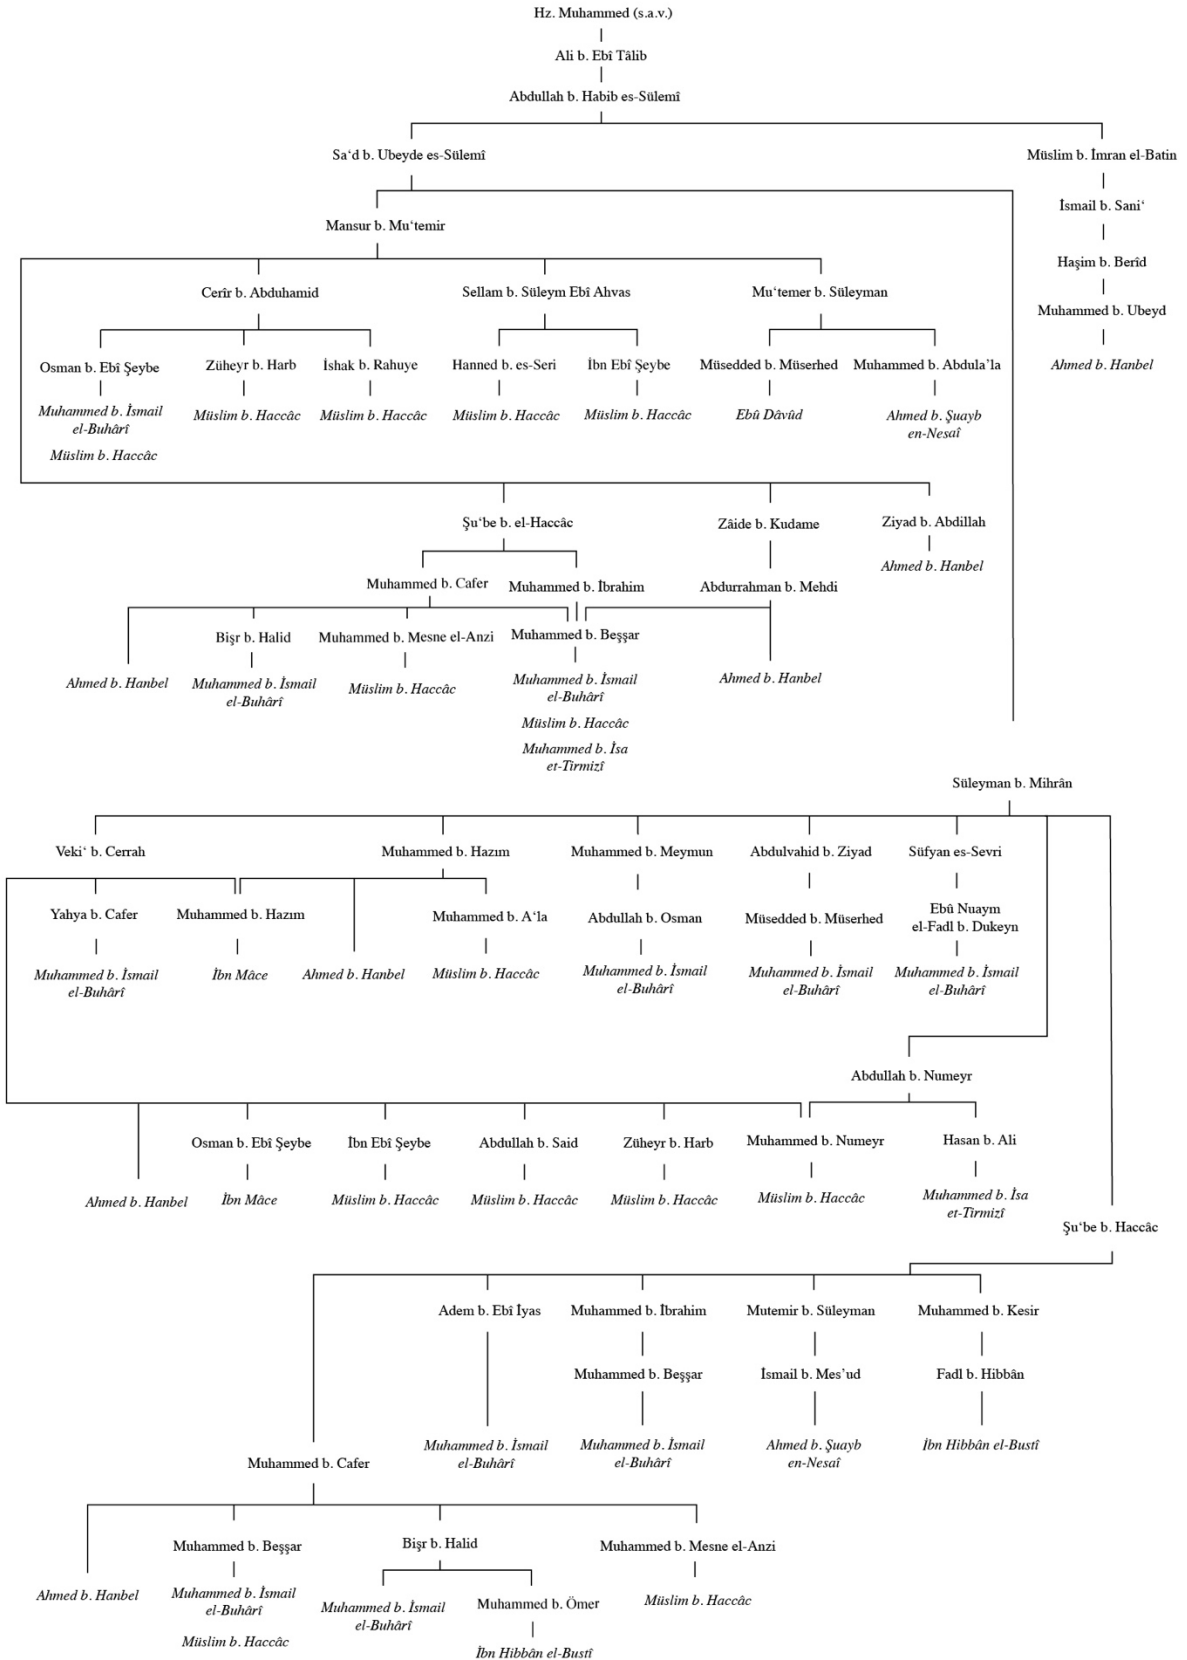 Hz. Muhammed (s.a.v.)
Ali b. Ebî Tâlib
Abdullah b. Habib es-Sülemî
Sa‘d b. Ubeyde es-Sülemî
Müslim b. İmran el-Batin
İsmail b. Sani‘
Mansur b. Mu‘temir
Haşim b. Berîd
Cerîr b. Abduhamid
Sellam b. Süleym Ebî Ahvas
Mu‘temer b. Süleyman
Muhammed b. Ubeyd
Osman b. Ebî Şeybe
Züheyr b. Harb
İshak b. Rahuye
Hanned b. es-Seri
İbn Ebî Şeybe
Müsedded b. Müserhed
Muhammed b. Abdula’la
Ahmed b. Hanbel
Muhammed b. İsmail
el-Buhârî
Müslim b. Haccâc
Müslim b. Haccâc
Müslim b. Haccâc
Müslim b. Haccâc
Müslim b. Haccâc
Ebû Dâvûd
Ahmed b. Şuayb
en-Nesaî
Şu‘be b. el-Haccâc
Zâide b. Kudame
Ziyad b. Abdillah
Ahmed b. Hanbel
Muhammed b. Cafer
Muhammed b. İbrahim
Abdurrahman b. Mehdi
Bişr b. Halid
Muhammed b. Mesne el-Anzi
Muhammed b. Beşşar
Ahmed b. Hanbel
Muhammed b. İsmail
el-Buhârî
Müslim b. Haccâc
Muhammed b. İsmail
el-Buhârî
Müslim b. Haccâc
Muhammed b. İsa
et-Tirmizî
Ahmed b. Hanbel
Süleyman b. Mihrân
Veki‘ b. Cerrah
Muhammed b. Hazım
Muhammed b. Meymun
Abdulvahid b. Ziyad
Süfyan es-Sevri
Yahya b. Cafer
Muhammed b. Hazım
Muhammed b. A‘la
Abdullah b. Osman
Müsedded b. Müserhed
Ebû Nuaym
el-Fadl b. Dukeyn
Muhammed b. İsmail
el-Buhârî
İbn Mâce
Ahmed b. Hanbel
Müslim b. Haccâc
Muhammed b. İsmail
el-Buhârî
Muhammed b. İsmail
el-Buhârî
Muhammed b. İsmail
el-Buhârî
Abdullah b. Numeyr
Osman b. Ebî Şeybe
İbn Ebî Şeybe
Abdullah b. Said
Züheyr b. Harb
Muhammed b. Numeyr
Hasan b. Ali
Ahmed b. Hanbel
İbn Mâce
Müslim b. Haccâc
Müslim b. Haccâc
Müslim b. Haccâc
Müslim b. Haccâc
Muhammed b. İsa
et-Tirmizî
Şu‘be b. Haccâc
Adem b. Ebî İyas
Muhammed b. İbrahim
Mutemir b. Süleyman
Muhammed b. Kesir
Muhammed b. Beşşar
İsmail b. Mes’ud
Fadl b. Hibbân
Muhammed b. İsmail
el-Buhârî
Muhammed b. İsmail
el-Buhârî
Ahmed b. Şuayb
en-Nesaî
İbn Hibbân el-Bustî
Muhammed b. Cafer
Muhammed b. Beşşar
Bişr b. Halid
Muhammed b. Mesne el-Anzi
Ahmed b. Hanbel
Muhammed b. İsmail
el-Buhârî
Müslim b. Haccâc
Muhammed b. İsmail
el-Buhârî
Muhammed b. Ömer
İbn Hibbân el-Bustî
Müslim b. Haccâc